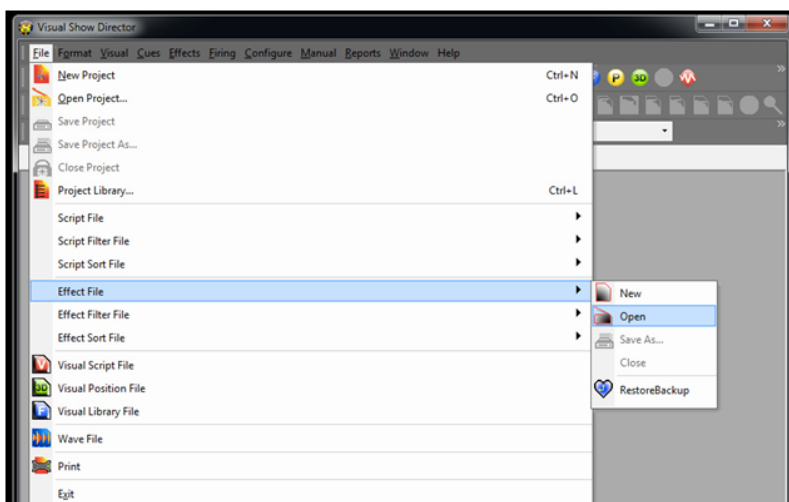 Visual Show Director
File Format Visual Cues Effects Firing Configure Manual Reports Window Help
New Project Ctrl+N
Open Project... Ctrl+O
Save Project
Save Project As...
Close Project
Project Library... Ctrl+L
Script File
Script Filter File
Script Sort File
Effect File
Effect Filter File
Effect Sort File
Visual Script File
Visual Position File
Visual Library File
Wave File
Print
Exit
New
Open
Save As...
Close
RestoreBackup
P 3D V
V
3D
F